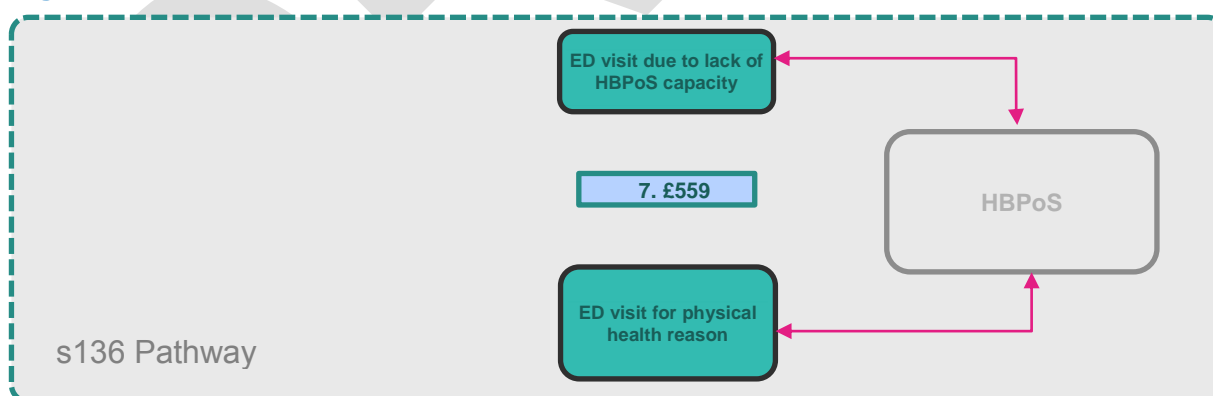 ED visit due to lack of
HBPoS capacity
7. £559
HBPoS
ED visit for physical
health reason
s136 Pathway